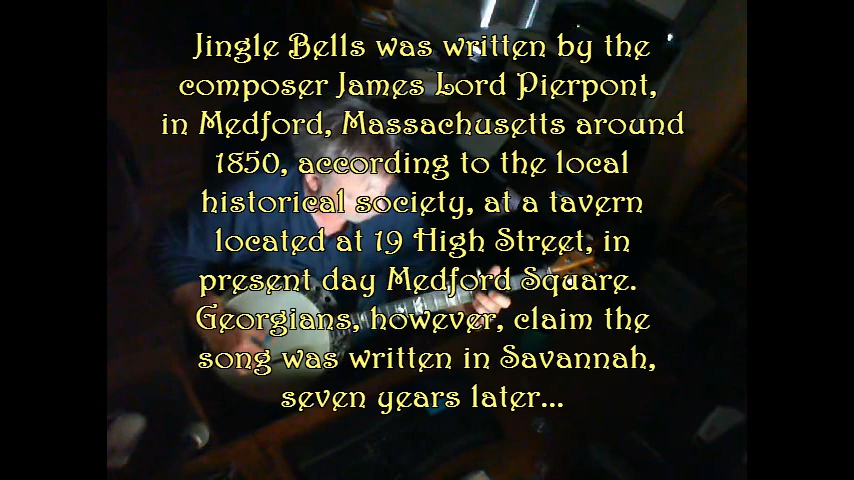 Jingle Bells was written by the
composer James Lord Pierpont,
in Medford, Massachusetts around
1850, according to the local
historical society, at a tavern
located at 19 High Street, in
present day Medford Square.
Georgians, however, claim the
song was written in Savannah,
seven years later...